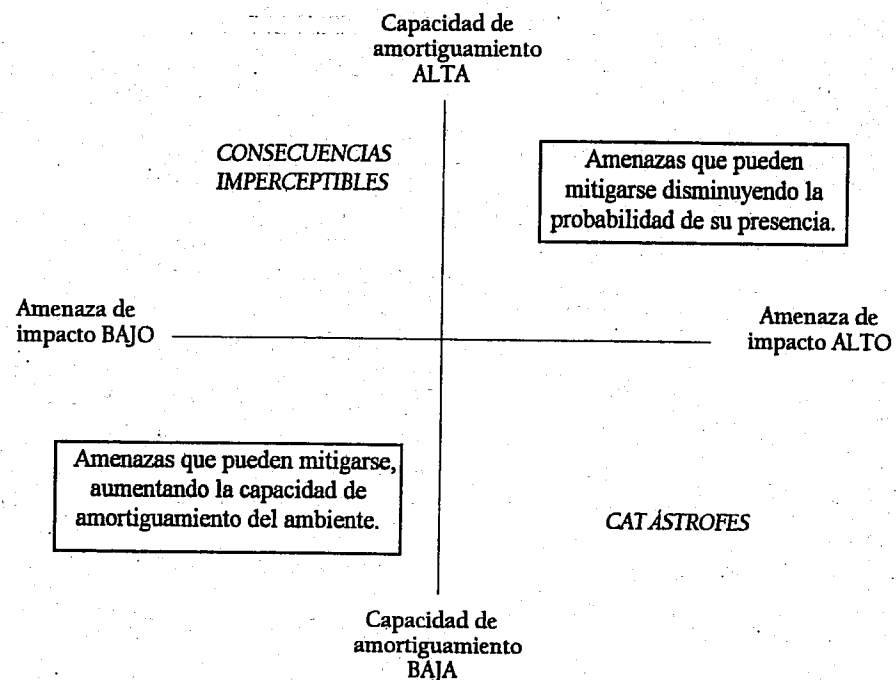 Capacidad de
amortiguamiento
ALTA
CONSECUENCIAS
IMPERCEPTIBLES
Amenazas que pueden
mitigarse disminuyendo la
probabilidad de su presencia.
Amenaza de
impacto BAJO
Amenaza de
impacto ALTO
Amenazas que pueden mitigarse,
aumentando la capacidad de
amortiguamiento del ambiente.
CATÁSTROFES
Capacidad de
amortiguamiento
BAJA